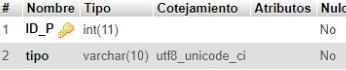 # Nombre Tipo Cotejamiento Atributos Nulo
1 ID_P int(11) No
2 tipo varchar(10) utf8_unicode_ci No